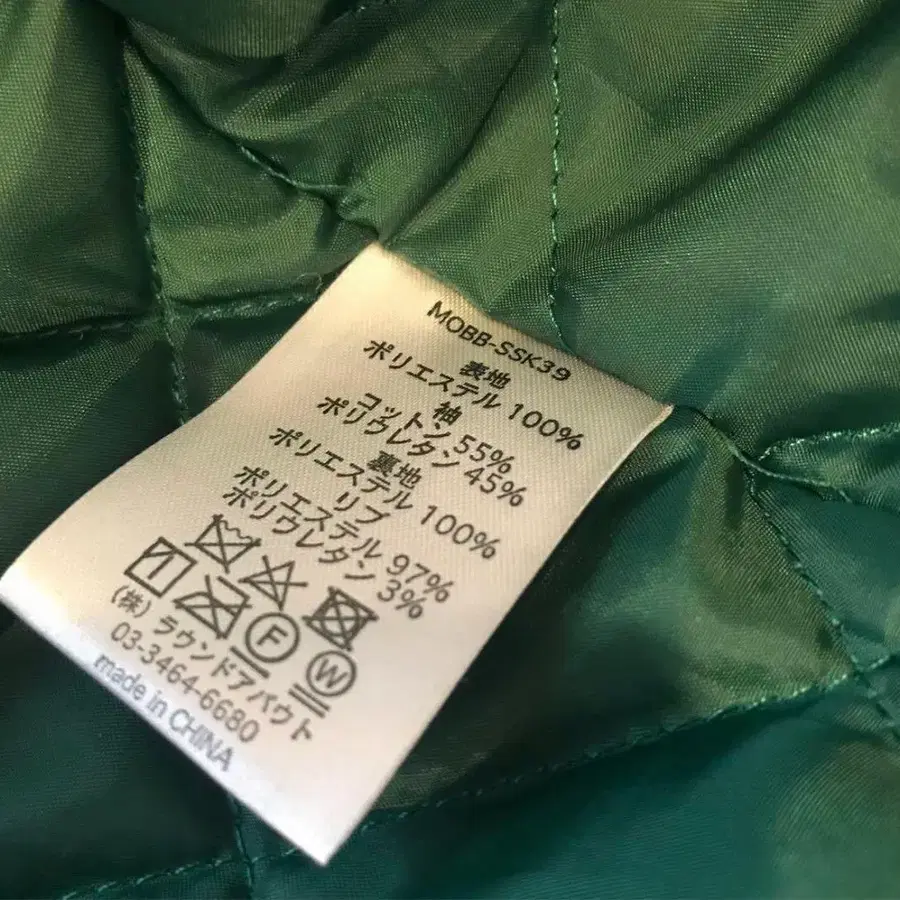 MOBB-SSK39
表地
ポリエステル 100%
袖
コットン 55%
ポリウレタン 45%
裏地
ポリエステル 100%
リブ
ポリエステル 97%
ポリウレタン 3%
F
W
(株) ラウンドアバウト
03-3464-6680
made in CHINA